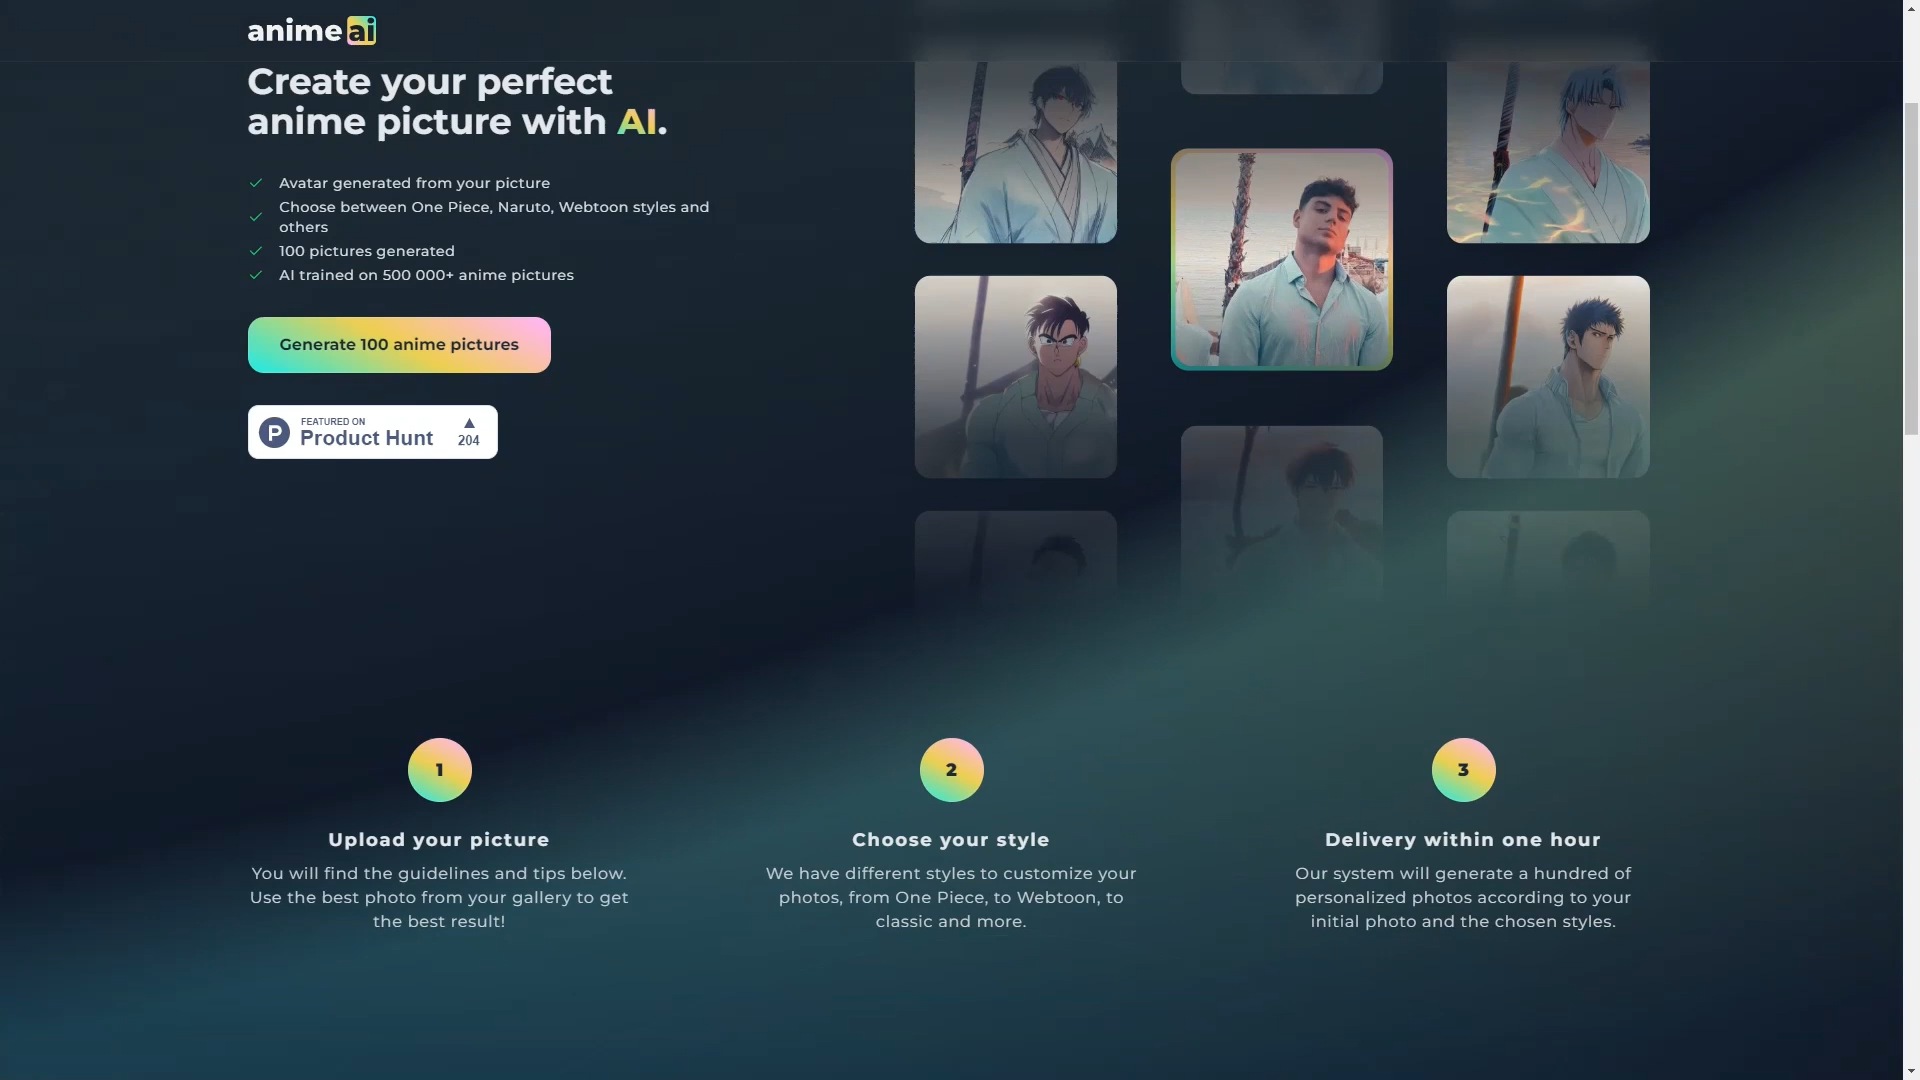 anime ai
Create your perfect
anime picture with AI.
Avatar generated from your picture
Choose between One Piece, Naruto, Webtoon styles and
others
100 pictures generated
AI trained on 500 000+ anime pictures
Generate 100 anime pictures
P
FEATURED ON
Product Hunt
204
1
Upload your picture
You will find the guidelines and tips below.
Use the best photo from your gallery to get
the best result!
2
Choose your style
We have different styles to customize your
photos, from One Piece, to Webtoon, to
classic and more.
3
Delivery within one hour
Our system will generate a hundred of
personalized photos according to your
initial photo and the chosen styles.